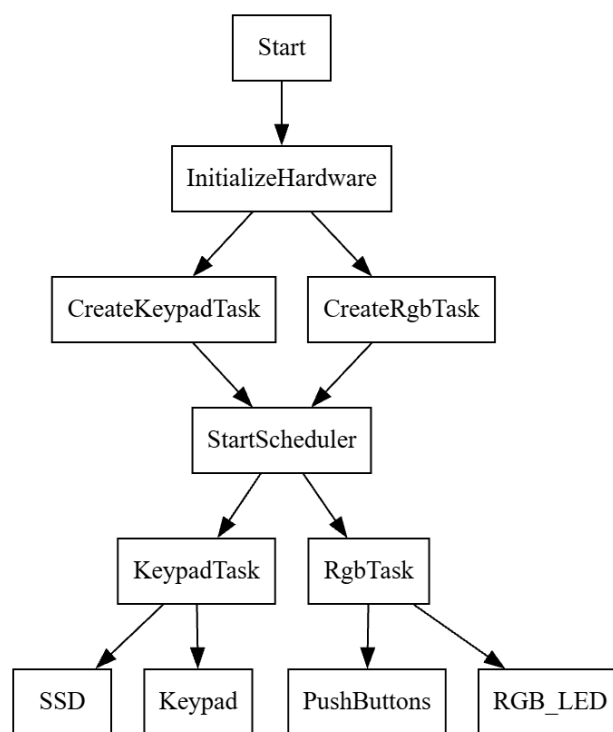 Start
InitializeHardware
CreateKeypadTask
CreateRgbTask
StartScheduler
KeypadTask
RgbTask
SSD
Keypad
PushButtons
RGB_LED